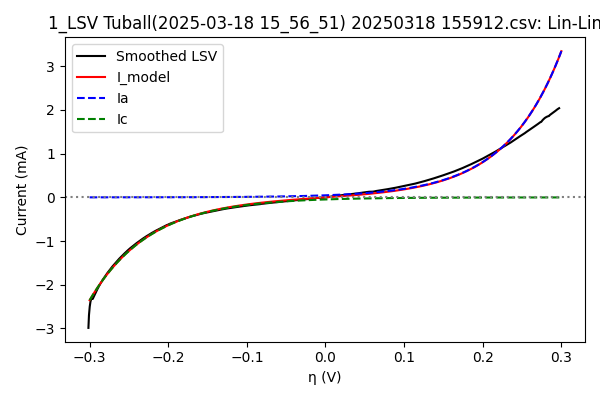 1_LSV Tuball(2025-03-18 15_56_51) 20250318 155912.csv: Lin-Lin
Smoothed LSV
I_model
Ia
Ic
3
2
1
0
−1
−2
−3
Current (mA)
−0.3 −0.2 −0.1 0.0 0.1 0.2 0.3
η (V)